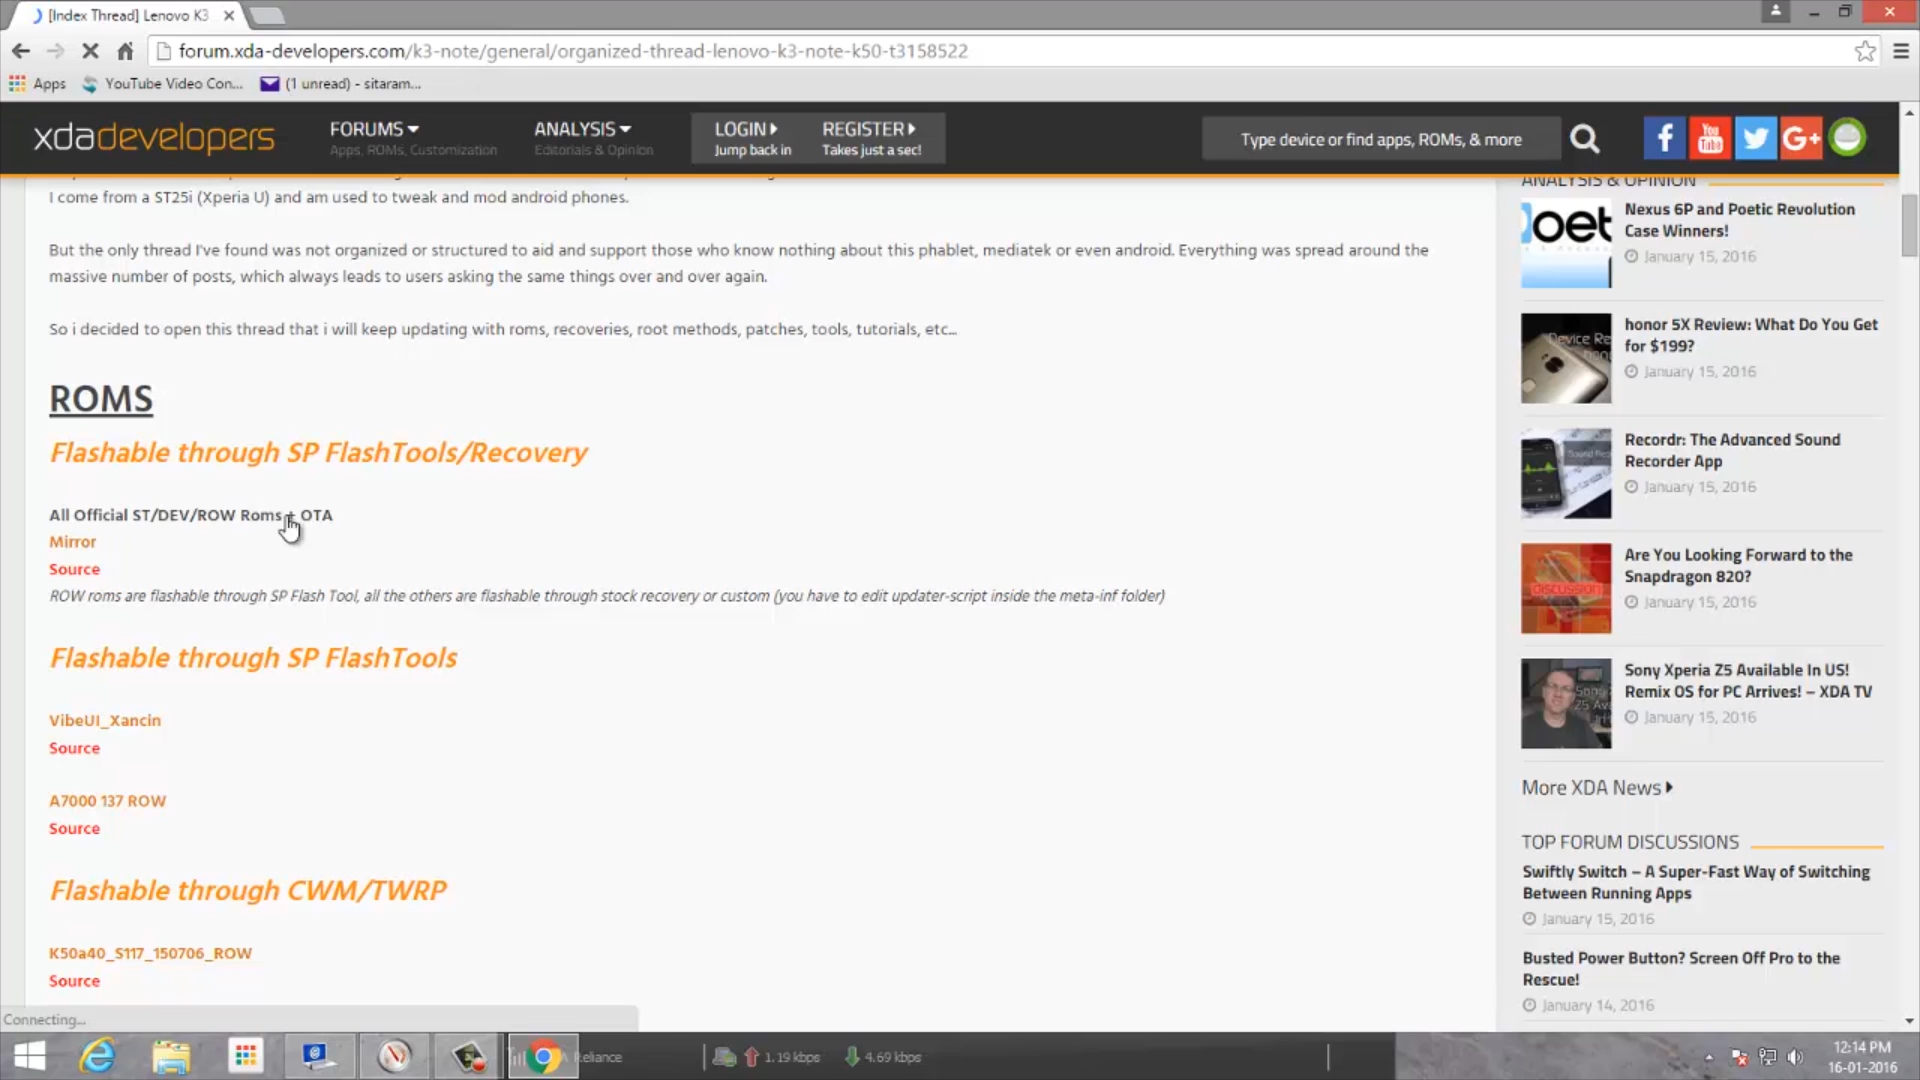 [Index Thread] Lenovo K3
forum.xda-developers.com/k3-note/general/organized-thread-lenovo-k3-note-k50-t3158522
Apps
YouTube Video Con...
(1 unread) - sitaram...
xdadevelopers
FORUMS
Apps, ROMs, Customization
ANALYSIS
Editorials & Opinion
LOGIN
Jump back in
REGISTER
Takes just a sec!
Type device or find apps, ROMs, & more
You Tube
G+
I come from a ST25i (Xperia U) and am used to tweak and mod android phones.
But the only thread I've found was not organized or structured to aid and support those who know nothing about this phablet, mediatek or even android. Everything was spread around the
massive number of posts, which always leads to users asking the same things over and over again.
So i decided to open this thread that i will keep updating with roms, recoveries, root methods, patches, tools, tutorials, etc...
ROMS
Flashable through SP FlashTools/Recovery
All Official ST/DEV/ROW Roms + OTA
Mirror
Source
ROW roms are flashable through SP Flash Tool, all the others are flashable through stock recovery or custom (you have to edit updater-script inside the meta-inf folder)
Flashable through SP FlashTools
VibeUI_Xancin
Source
A7000 137 ROW
Source
Flashable through CWM/TWRP
K50a40_S117_150706_ROW
Source
ANALYSIS & OPINION
oet
Nexus 6P and Poetic Revolution
Case Winners!
January 15, 2016
Device Re
honor 5X Review: What Do You Get
for $199?
January 15, 2016
Recordr: The Advanced Sound
Recorder App
January 15, 2016
DISCUSSION
Are You Looking Forward to the
Snapdragon 820?
January 15, 2016
Sony Xperia Z5 Available In US!
Remix OS for PC Arrives! – XDA TV
January 15, 2016
More XDA News
TOP FORUM DISCUSSIONS
Swiftly Switch – A Super-Fast Way of Switching
Between Running Apps
January 15, 2016
Busted Power Button? Screen Off Pro to the
Rescue!
January 14, 2016
Connecting...
Reliance
1.19 kbps
4.69 kbps
12:14 PM
16-01-2016